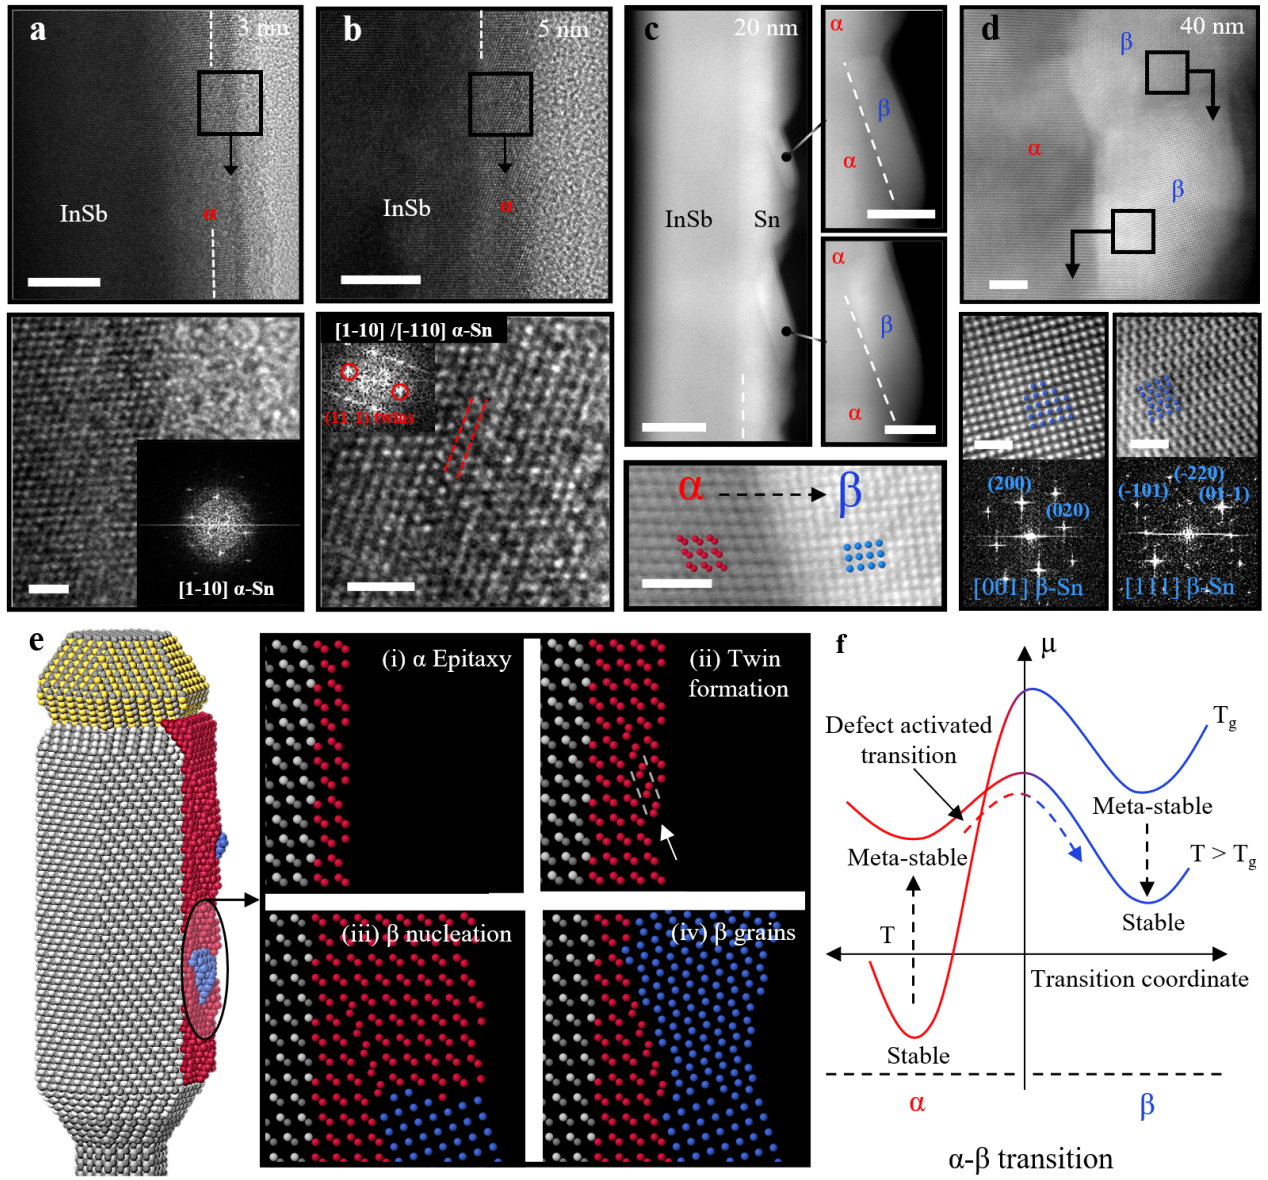 a
3 nm
InSb
α
[1-10] α-Sn
b
5 nm
InSb
α
[1-10] /[-110] α-Sn
(11-1) twins
c
20 nm
InSb
Sn
α
β
α
α
β
α
α
β
d
40 nm
β
α
β
(200)
(020)
[001] β-Sn
(-220)
(-101)
(01-1)
[111] β-Sn
e
(i) α Epitaxy
(ii) Twin
formation
(iii) β nucleation
(iv) β grains
f
μ
T_g
Defect activated
transition
Meta-stable
Meta-stable
T > T_g
Stable
T
Transition coordinate
Stable
α
β
α-β transition